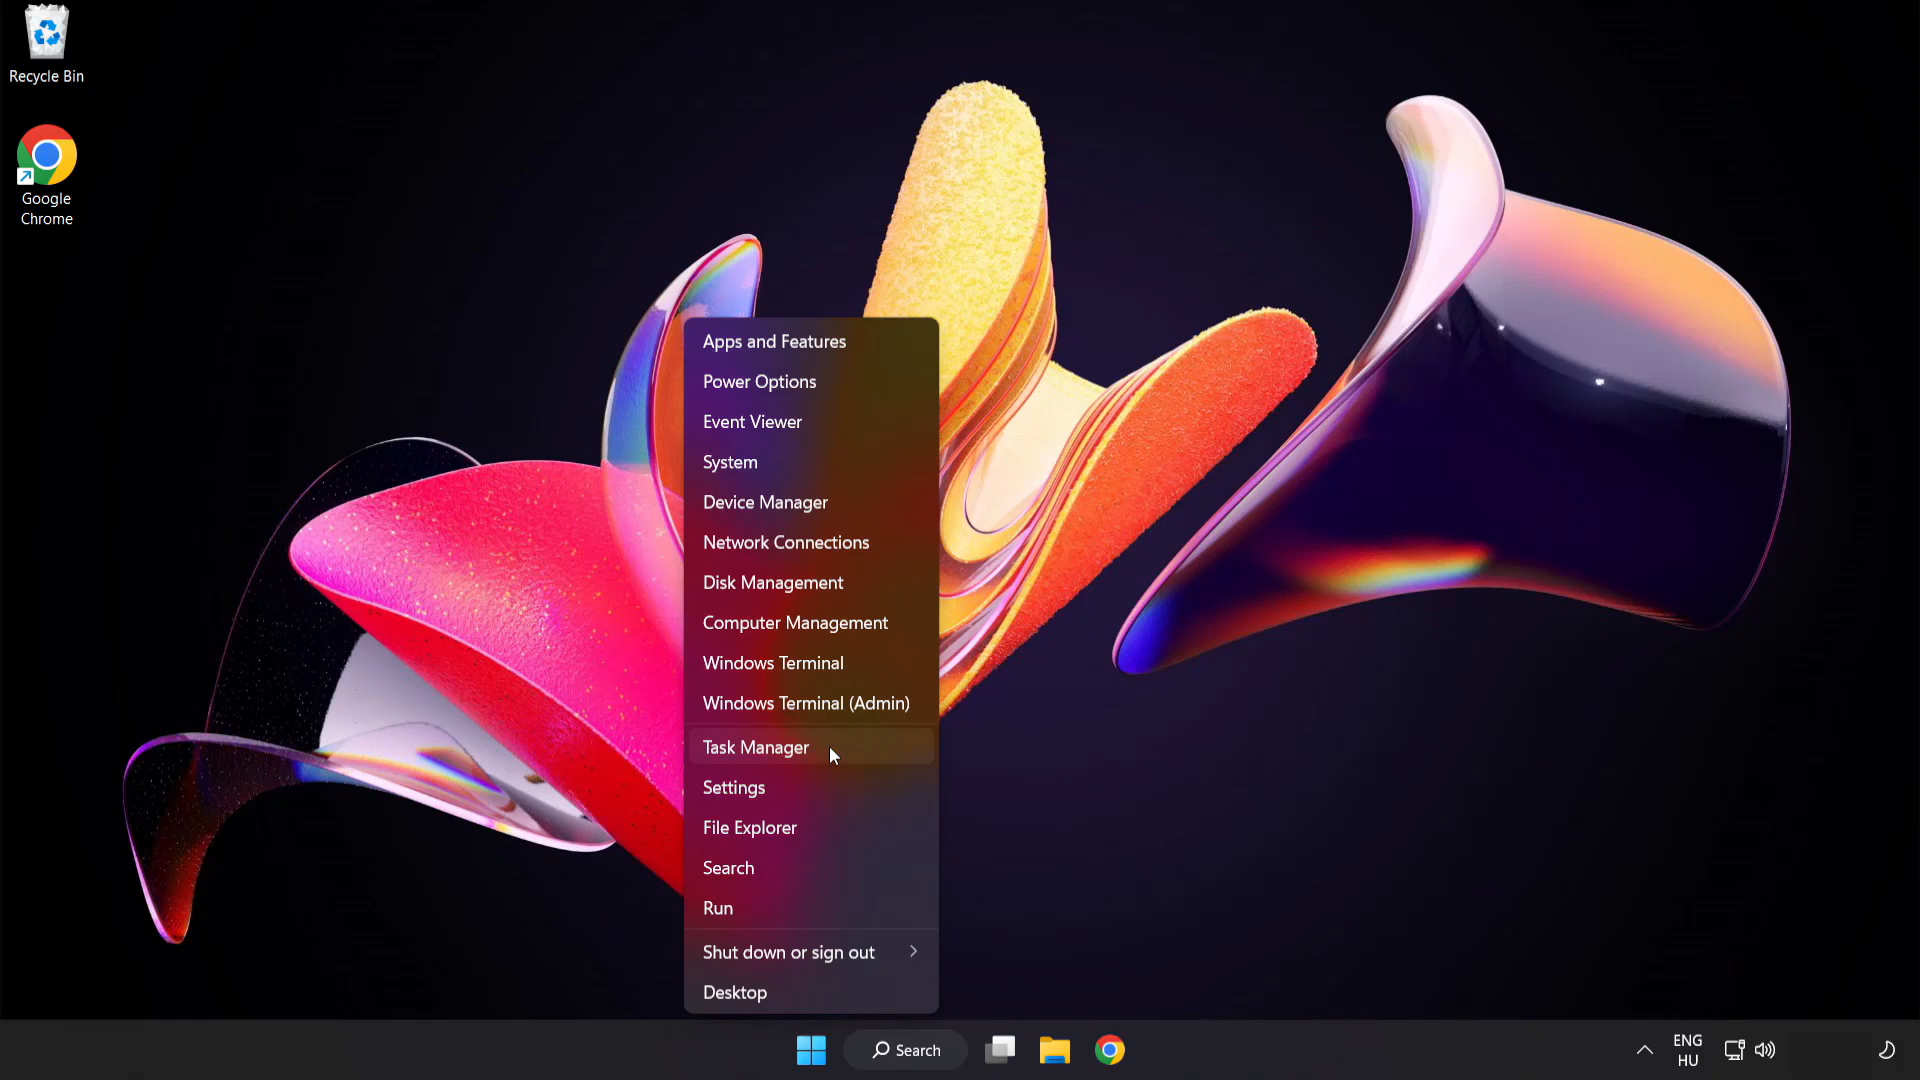 Recycle Bin
Google
Chrome
Apps and Features
Power Options
Event Viewer
System
Device Manager
Network Connections
Disk Management
Computer Management
Windows Terminal
Windows Terminal (Admin)
Task Manager
Settings
File Explorer
Search
Run
Shut down or sign out
Desktop
Search
ENG
HU